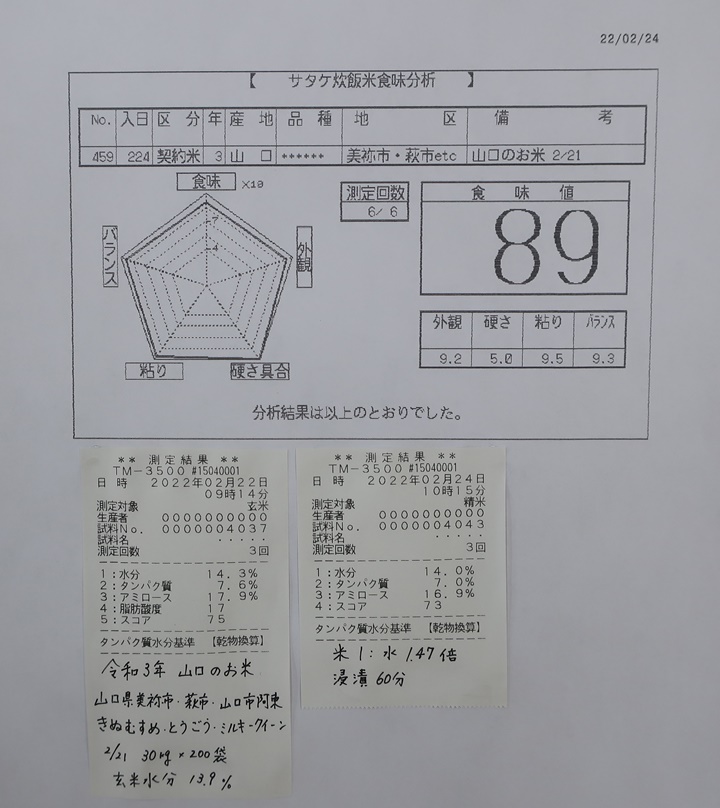 22/02/24
【 サタケ炊飯米食味分析 】
No. 入日 区分 年 産地 品種 地区 備考
459 224 契約米 3 山口 ****** 美祢市・萩市etc 山口のお米 2/21
食味 X10
測定回数
6/ 6
食味値
89
7
4
バランス
外観
粘り
硬さ具合
外観 硬さ 粘り バランス
9.2 5.0 9.5 9.3
分析結果は以上のとおりでした。
** 測定結果 **
TM-3500 #15040001
日時 2022年02月22日
09時14分
測定対象 玄米
生産者 0000000000
試料No. 0000004037
試料名 ・・・・・
測定回数 3回
1:水分 14.3%
2:タンパク質 7.6%
3:アミロース 17.9%
4:脂肪酸度 17
5:スコア 75
タンパク質水分基準 【乾物換算】
令和3年 山口のお米
山口県美祢市・萩市・山口市阿東
きぬむすめ・とうごう・ミルキークイーン
2/21 30kg×200袋
玄米水分 13.9%
** 測定結果 **
TM-3500 #15040001
日時 2022年02月24日
10時15分
測定対象 精米
生産者 0000000000
試料No. 0000004043
試料名 ・・・・・
測定回数 3回
1:水分 14.0%
2:タンパク質 7.0%
3:アミロース 16.9%
4:スコア 73
タンパク質水分基準 【乾物換算】
米1:水1.47倍
浸漬60分